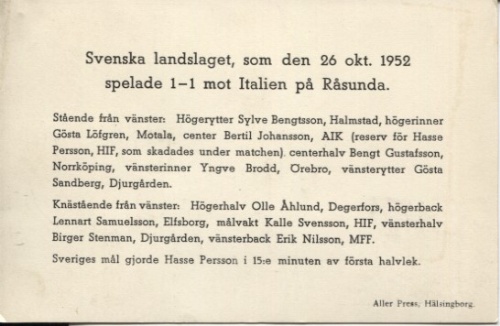 Svenska landslaget, som den 26 okt. 1952
spelade 1–1 mot Italien på Råsunda.
Stående från vänster: Högerytter Sylve Bengtsson, Halmstad, högerinner
Gösta Löfgren, Motala, center Bertil Johansson, AIK (reserv för Hasse
Persson, HIF, som skadades under matchen) centerhalv Bengt Gustafsson,
Norrköping, vänsterinner Yngve Brodd, Örebro, vänsterytter Gösta
Sandberg, Djurgården.
Knästående från vänster: Högerhalv Olle Åhlund, Degerfors, högerback
Lennart Samuelsson, Elfsborg, målvakt Kalle Svensson, HIF, vänsterhalv
Birger Stenman, Djurgården, vänsterback Erik Nilsson, MFF.
Sveriges mål gjorde Hasse Persson i 15:e minuten av första halvlek.
Aller Press, Hälsingborg.